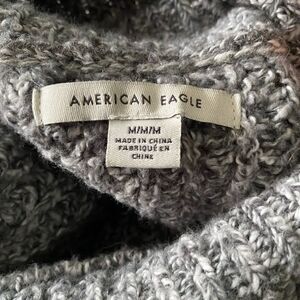 AMERICAN EAGLE
M/M/M
MADE IN CHINA
FABRIQUÉ EN
CHINE